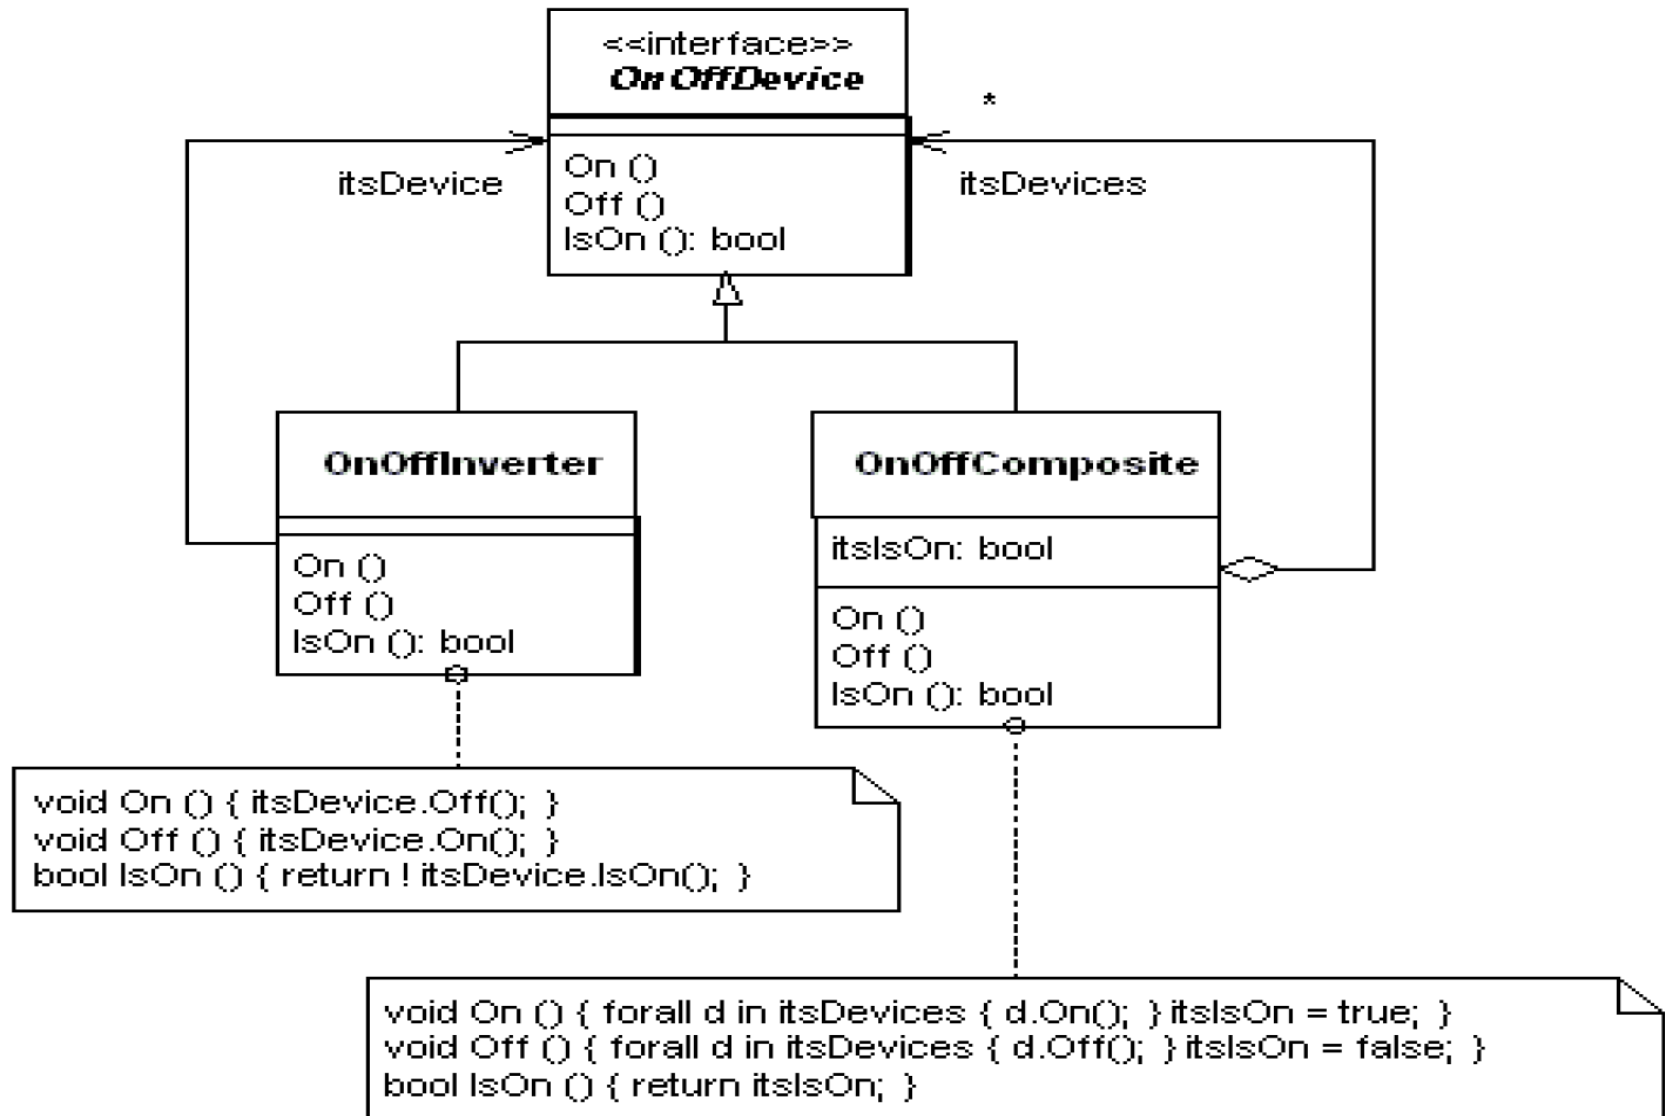 <<interface>>
OnOffDevice
*
On ()
Off ()
IsOn (): bool
itsDevice
itsDevices
OnOffInverter
On ()
Off ()
IsOn (): bool
OnOffComposite
itsIsOn: bool
On ()
Off ()
IsOn (): bool
void On () { itsDevice.Off(); }
void Off () { itsDevice.On(); }
bool IsOn () { return ! itsDevice.IsOn(); }
void On () { forall d in itsDevices { d.On(); } itsIsOn = true; }
void Off () { forall d in itsDevices { d.Off(); } itsIsOn = false; }
bool IsOn () { return itsIsOn; }